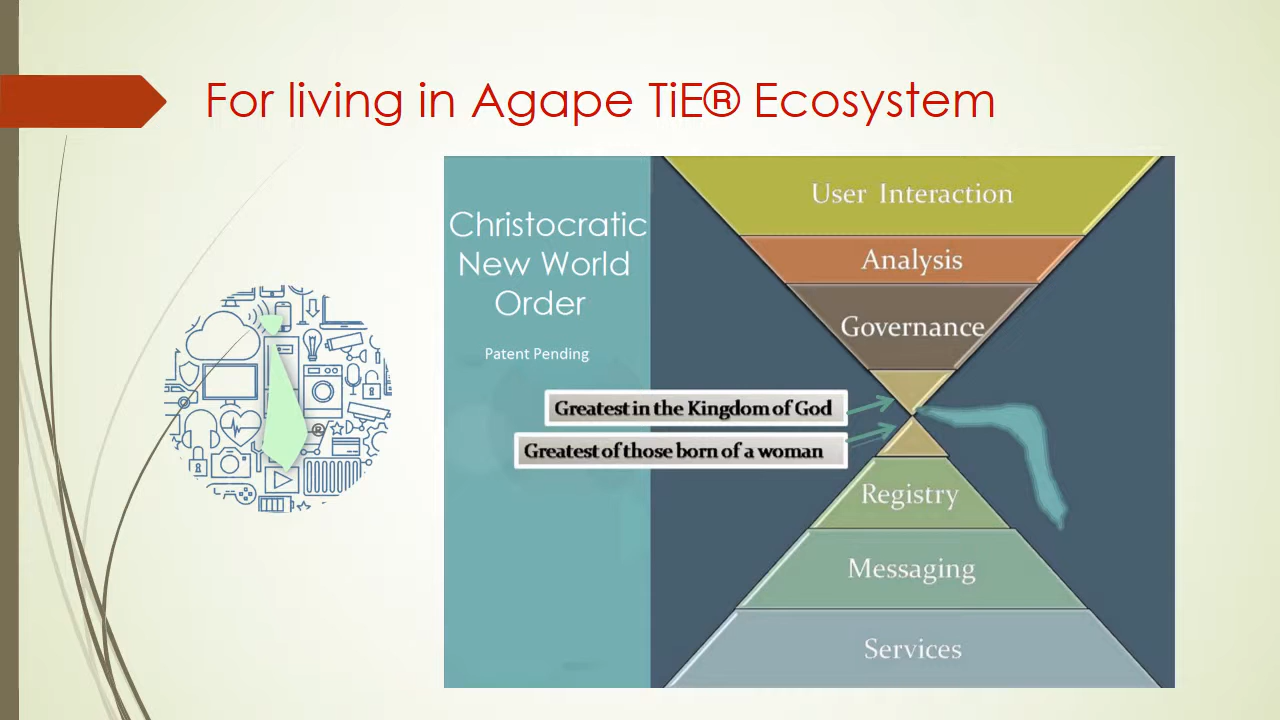 For living in Agape TiE® Ecosystem
Christocratic
New World
Order
Patent Pending
User Interaction
Analysis
Governance
Greatest in the Kingdom of God
Greatest of those born of a woman
Registry
Messaging
Services
®